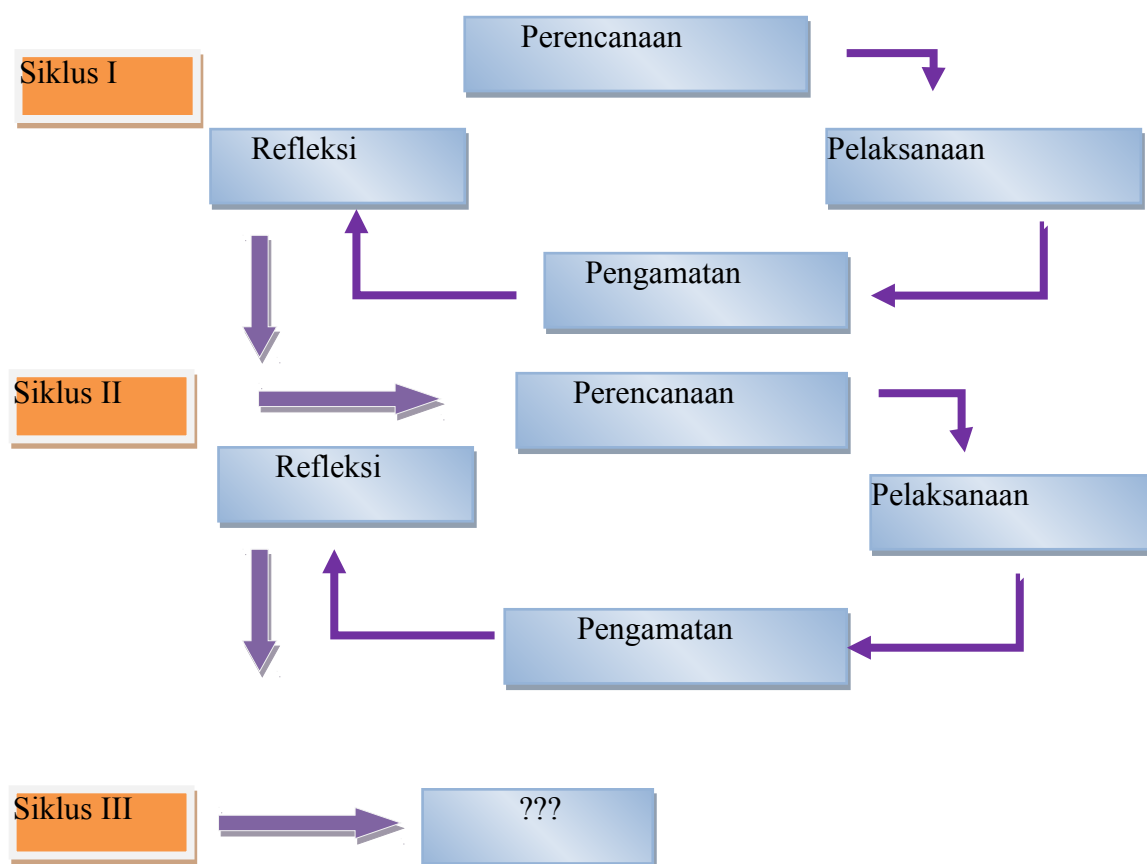 Perencanaan
Siklus I
Refleksi
Pelaksanaan
Pengamatan
Siklus II
Perencanaan
Refleksi
Pelaksanaan
Pengamatan
Siklus III
???